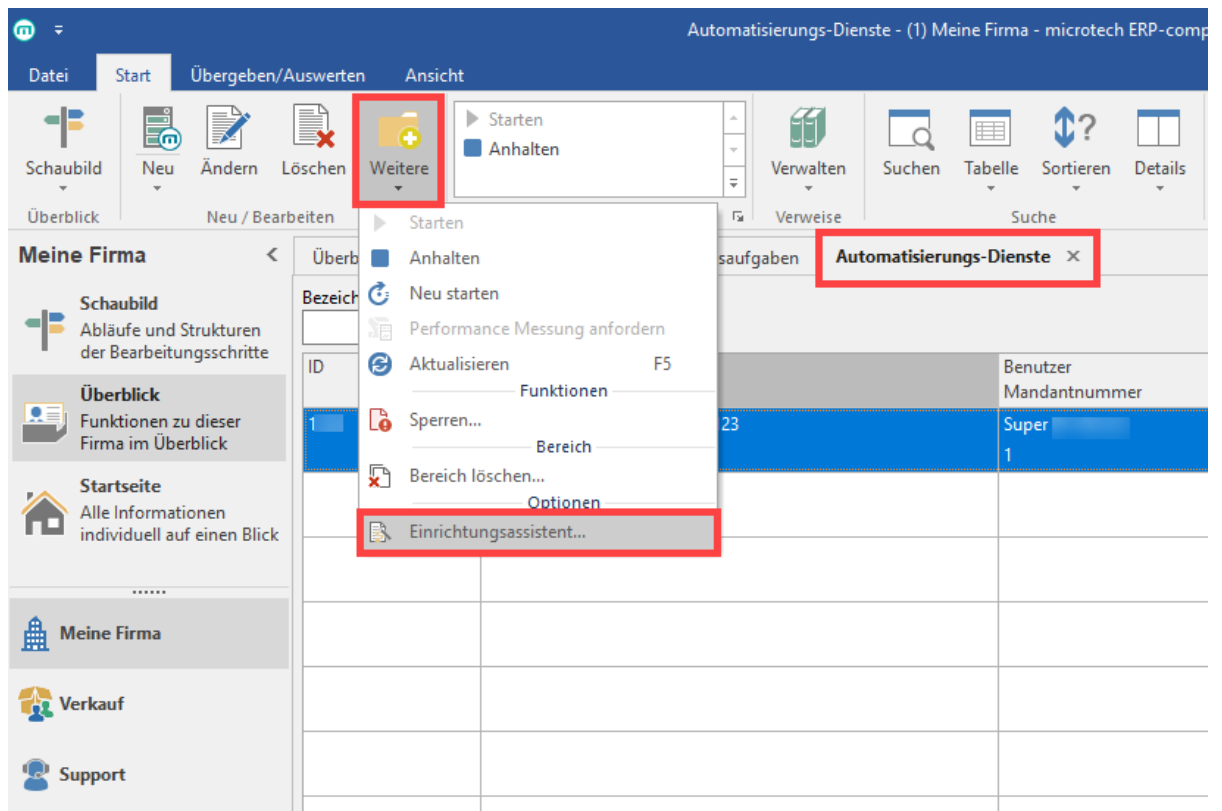 Automatisierungs-Dienste - (1) Meine Firma - microtech ERP-comp
Datei Start Übergeben/Auswerten Ansicht
Schaubild Neu Ändern Löschen Weitere
Starten
Anhalten
Verwalten Suchen Tabelle Sortieren Details
Überblick Neu / Bearbeiten Verweise Suche
Meine Firma
Schaubild
Abläufe und Strukturen
der Bearbeitungsschritte
Überblick
Funktionen zu dieser
Firma im Überblick
Startseite
Alle Informationen
individuell auf einen Blick
Meine Firma
Verkauf
Support
Starten
Anhalten
Neu starten
Performance Messung anfordern
Aktualisieren F5
Funktionen
Sperren...
Bereich
Bereich löschen...
Optionen
Einrichtungsassistent...
Überb saufgaben Automatisierungs-Dienste
Bezeich
ID Benutzer
Mandantnummer
1 23 Super
1